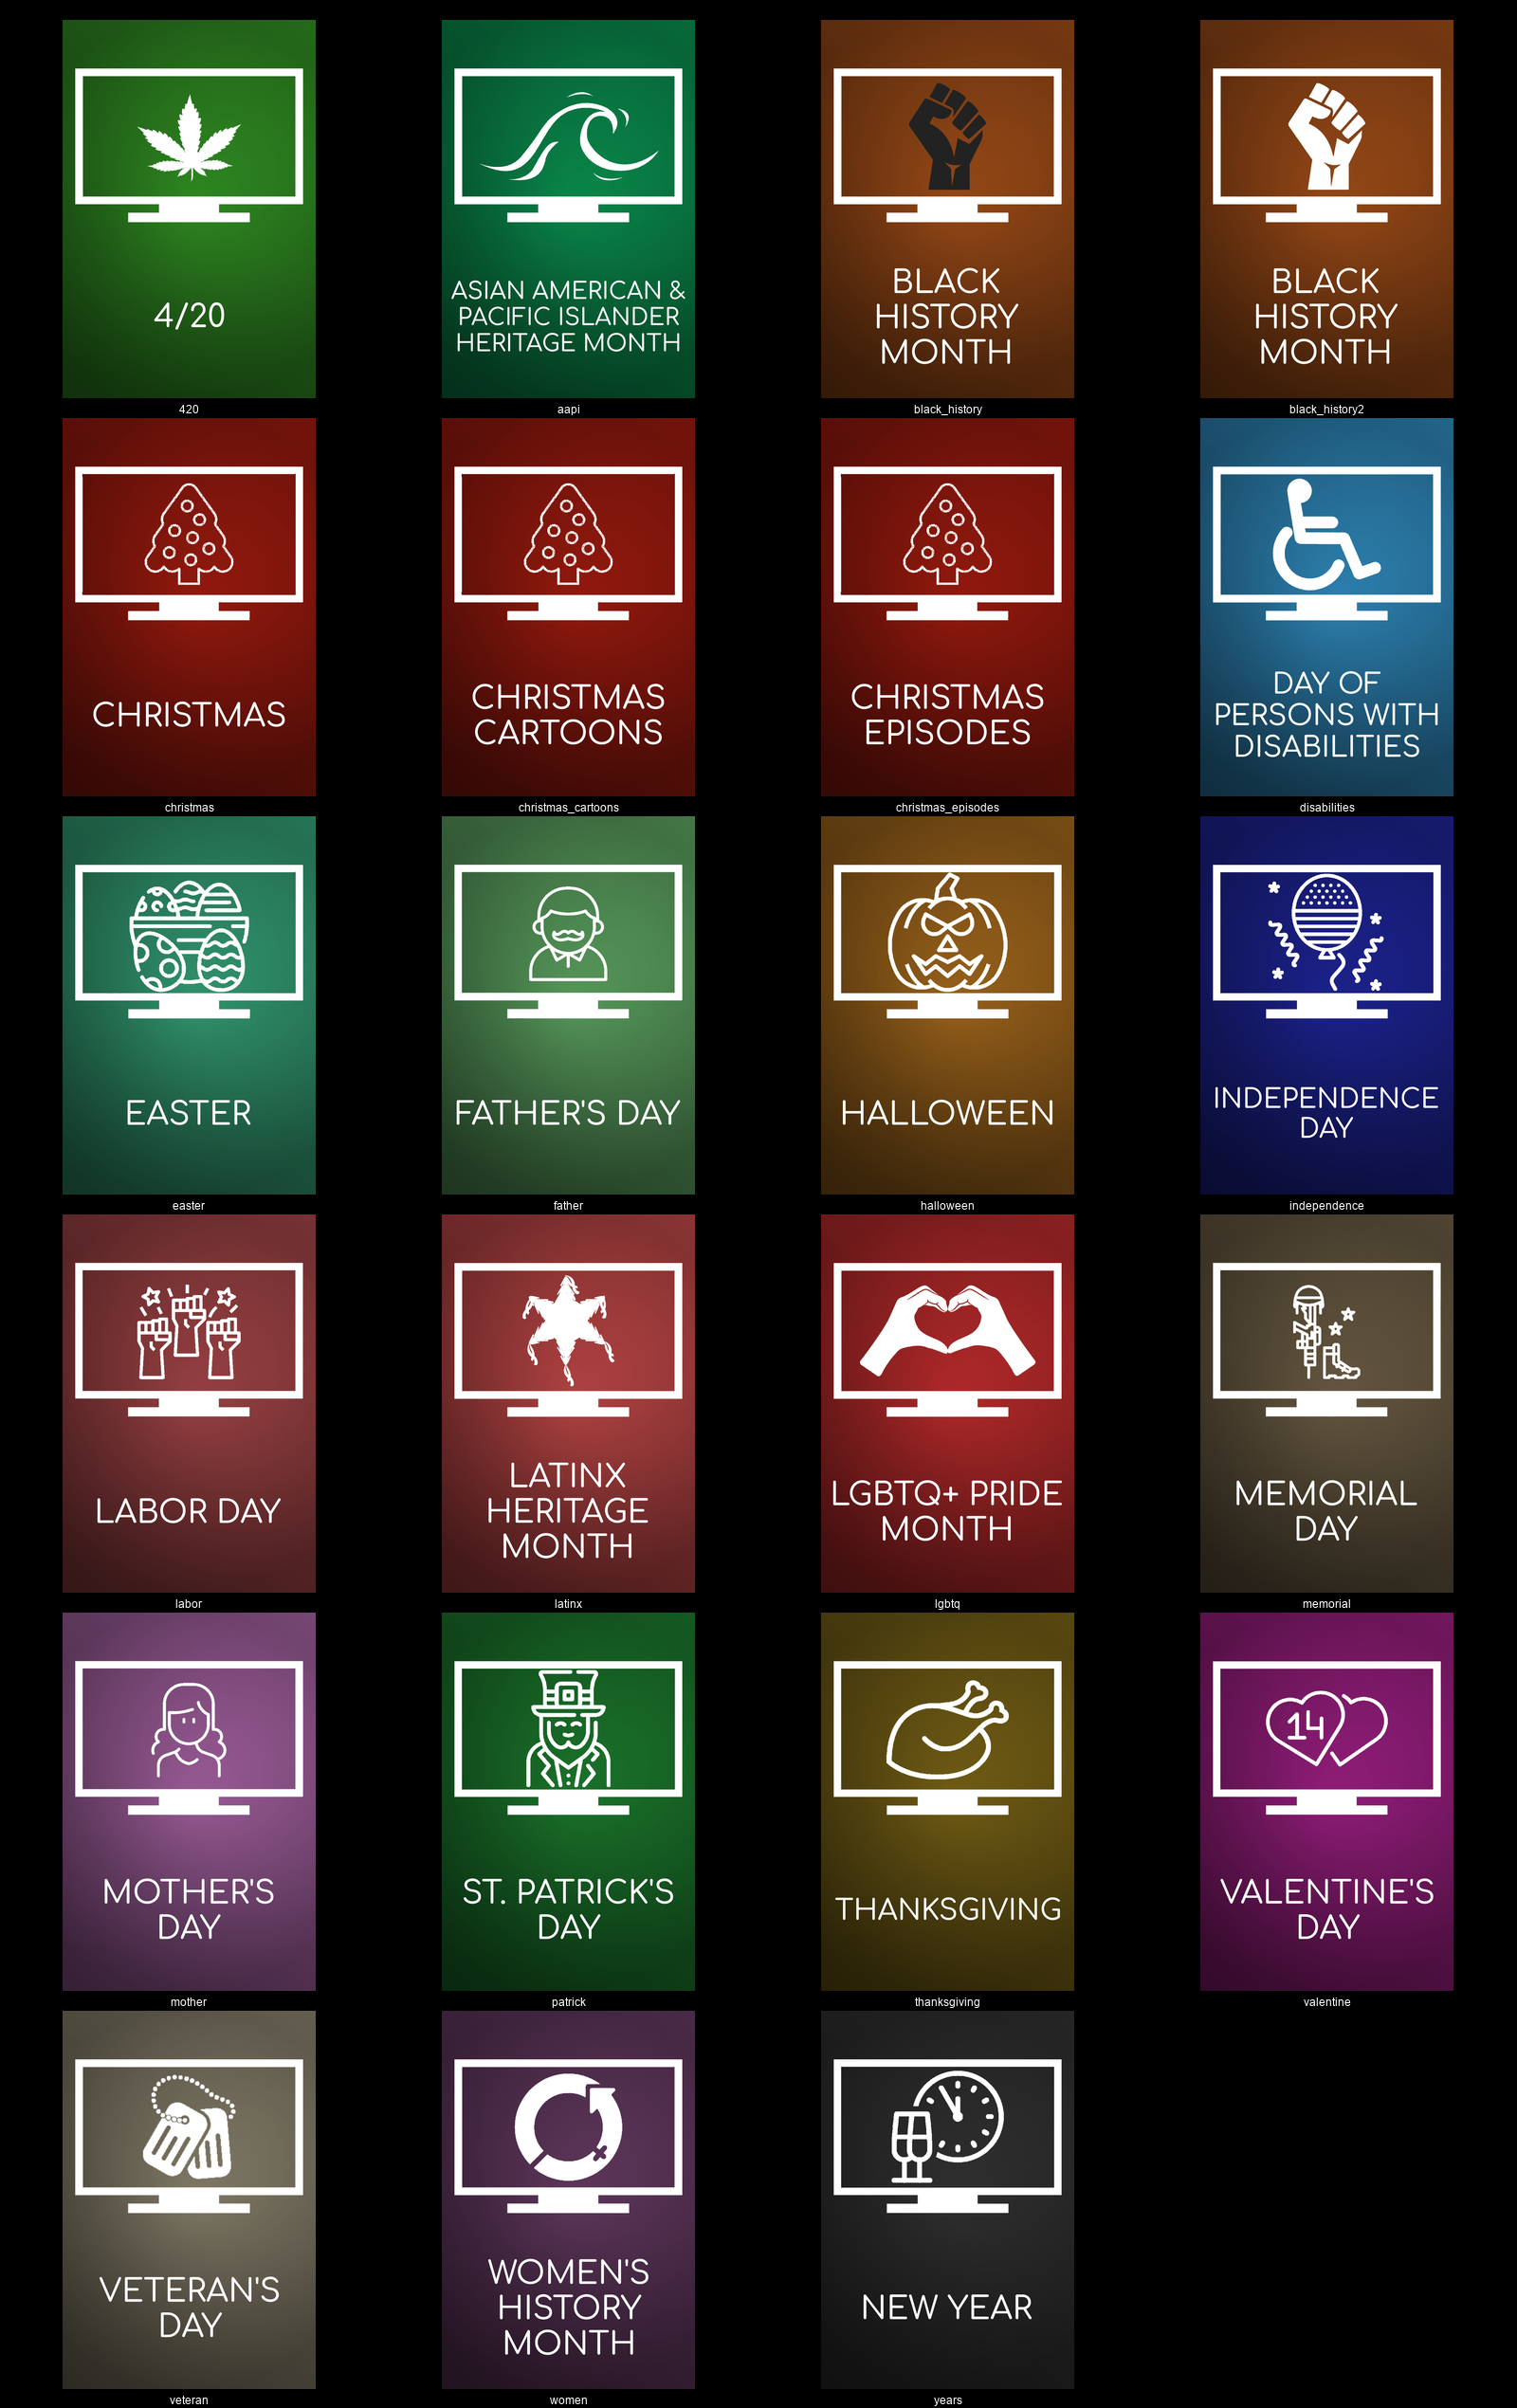 4/20
420
ASIAN AMERICAN &
PACIFIC ISLANDER
HERITAGE MONTH
aapi
BLACK
HISTORY
MONTH
black_history
BLACK
HISTORY
MONTH
black_history2
CHRISTMAS
christmas
CHRISTMAS
CARTOONS
christmas_cartoons
CHRISTMAS
EPISODES
christmas_episodes
DAY OF
PERSONS WITH
DISABILITIES
disabilities
EASTER
easter
FATHER'S DAY
father
HALLOWEEN
halloween
INDEPENDENCE
DAY
independence
LABOR DAY
labor
LATINX
HERITAGE
MONTH
latinx
LGBTQ+ PRIDE
MONTH
lgbtq
MEMORIAL
DAY
memorial
MOTHER'S
DAY
mother
ST. PATRICK'S
DAY
patrick
THANKSGIVING
thanksgiving
14
VALENTINE'S
DAY
valentine
VETERAN'S
DAY
veteran
WOMEN'S
HISTORY
MONTH
women
NEW YEAR
years